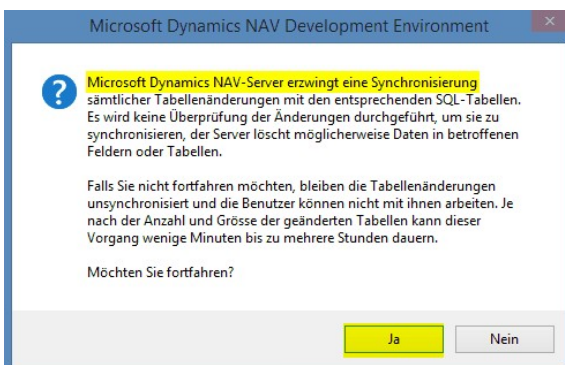 Microsoft Dynamics NAV Development Environment
Microsoft Dynamics NAV-Server erzwingt eine Synchronisierung
sämtlicher Tabellenänderungen mit den entsprechenden SQL-Tabellen.
Es wird keine Überprüfung der Änderungen durchgeführt, um sie zu
synchronisieren, der Server löscht möglicherweise Daten in betroffenen
Feldern oder Tabellen.
Falls Sie nicht fortfahren möchten, bleiben die Tabellenänderungen
unsynchronisiert und die Benutzer können nicht mit ihnen arbeiten. Je
nach der Anzahl und Grösse der geänderten Tabellen kann dieser
Vorgang wenige Minuten bis zu mehrere Stunden dauern.
Möchten Sie fortfahren?
Ja
Nein